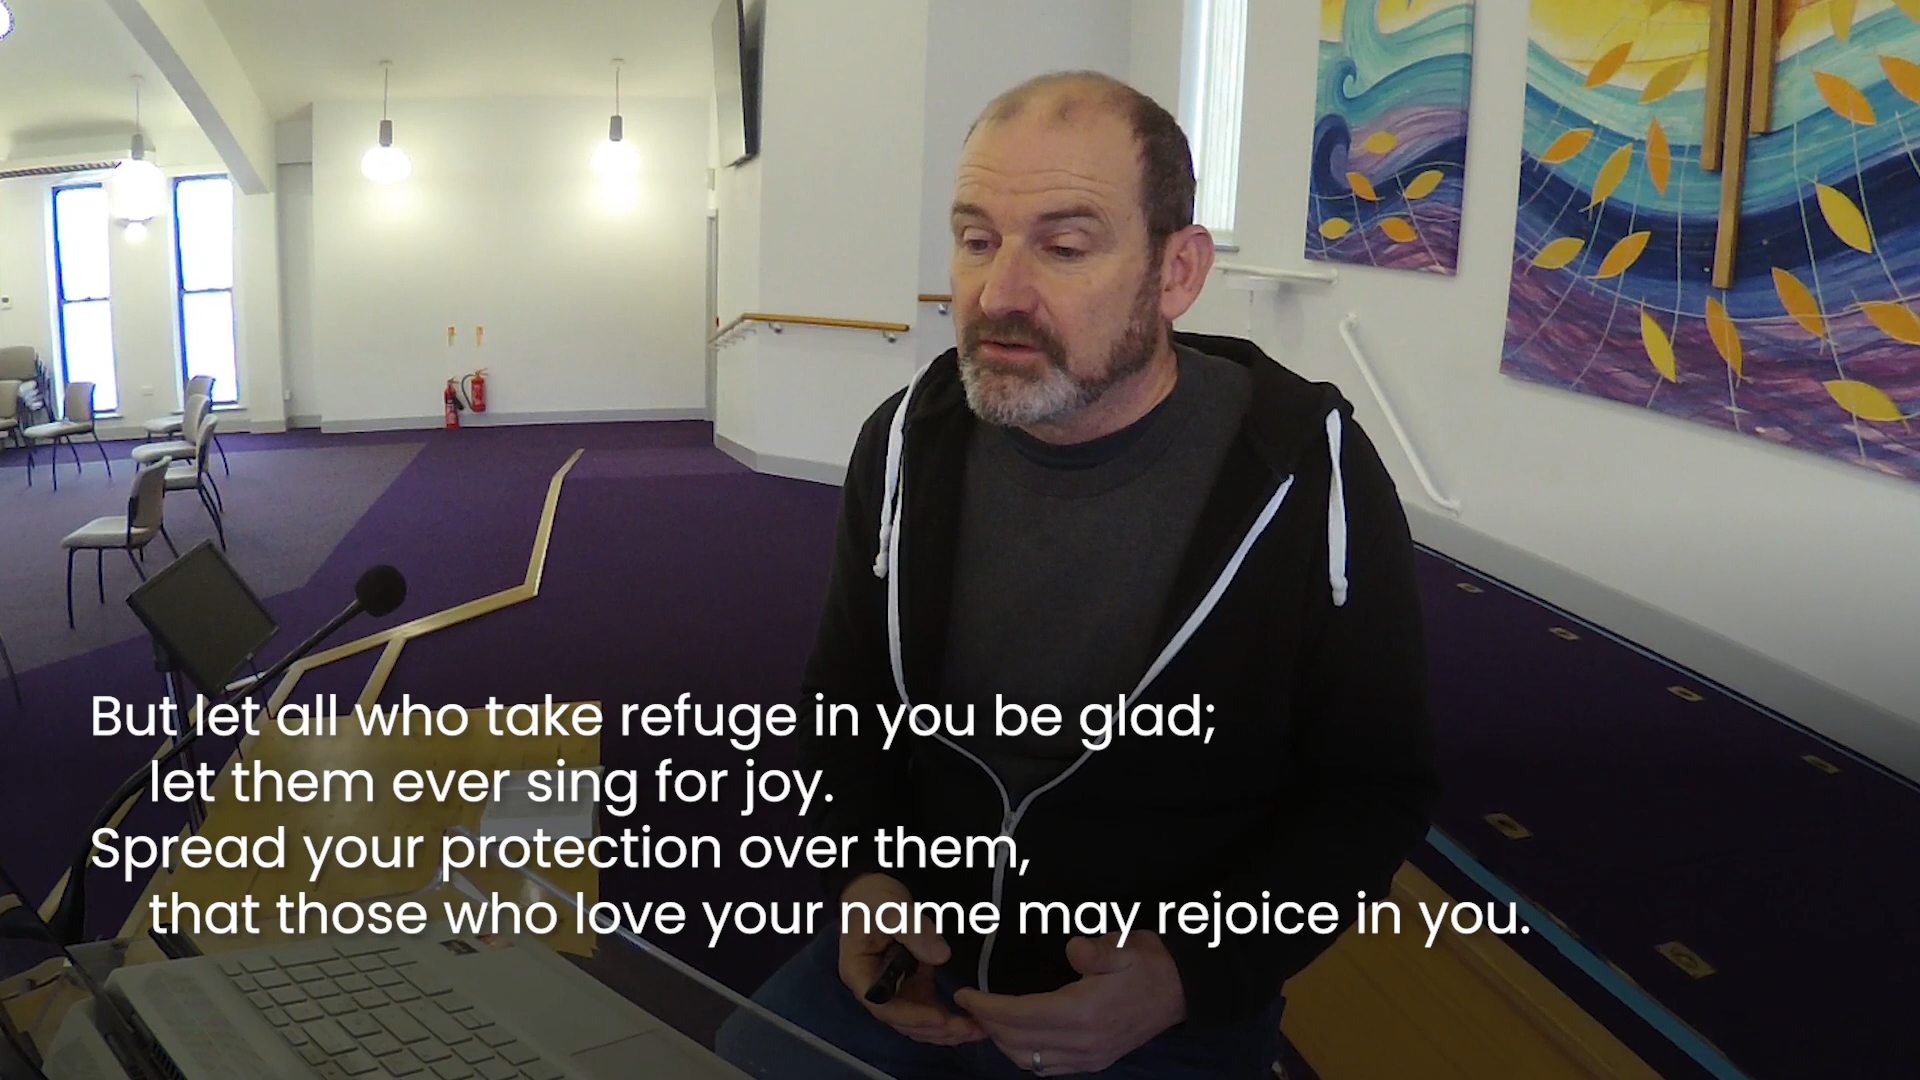 But let all who take refuge in you be glad;
let them ever sing for joy.
Spread your protection over them,
that those who love your name may rejoice in you.